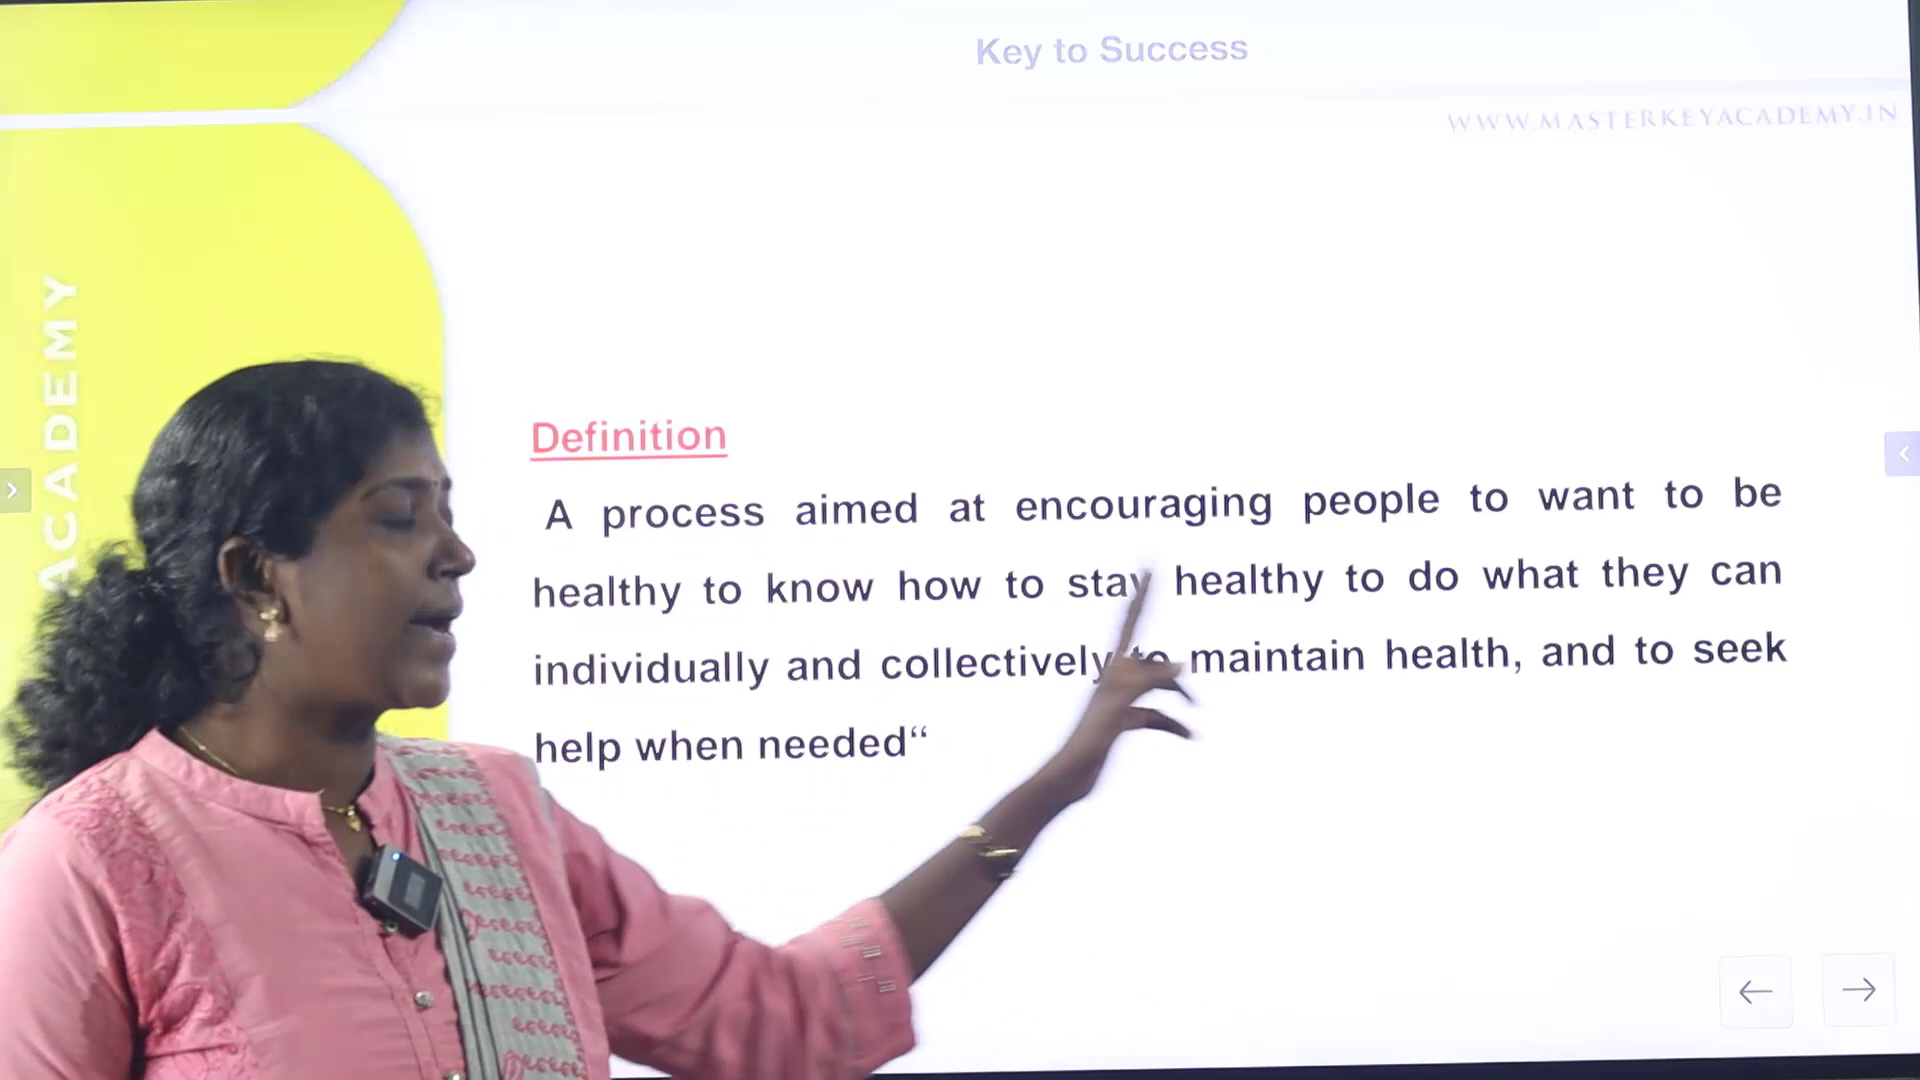 Key to Success
WWW.MASTERKEYACADEMY.IN
ACADEMY
Definition
A process aimed at encouraging people to want to be
healthy to know how to stay healthy to do what they can
individually and collectively to maintain health, and to seek
help when needed“